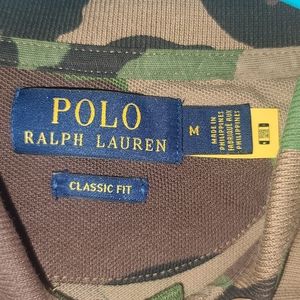 POLO
RALPH LAUREN
M
MADE IN
PHILIPPINES
FABRIQUÉ AUX
PHILIPPINES
CLASSIC FIT